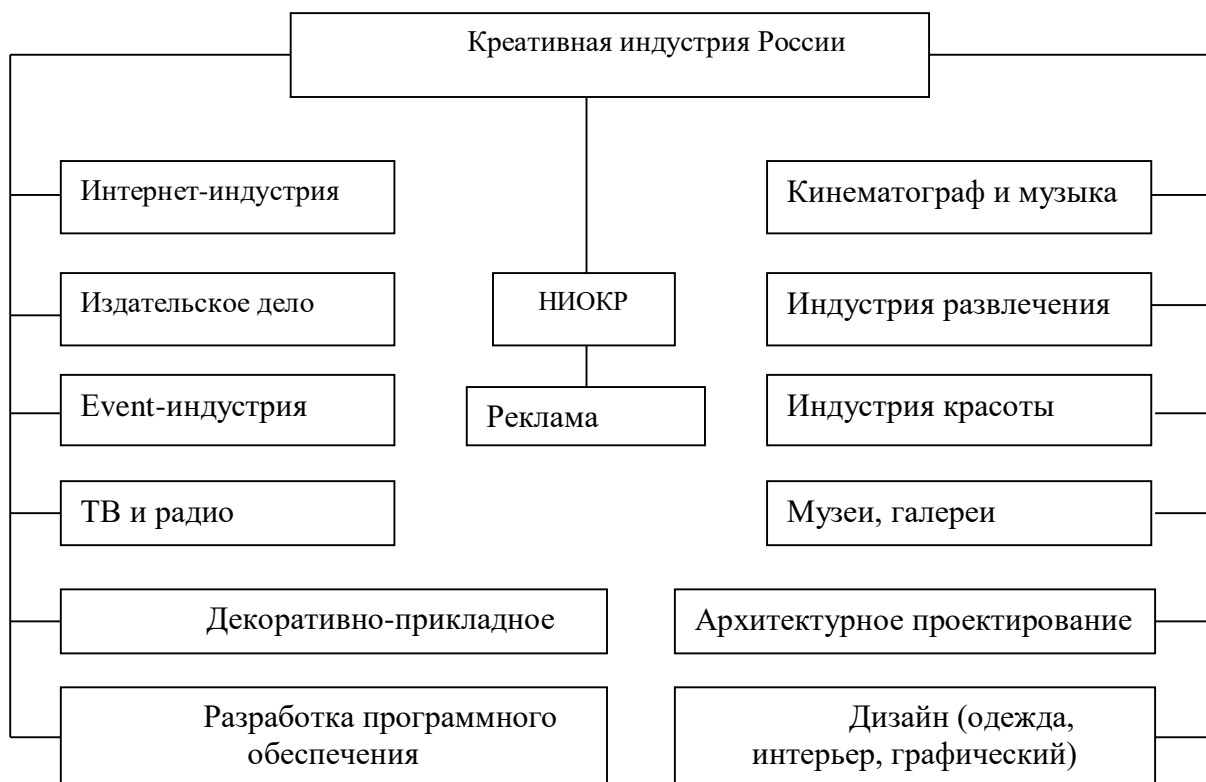 Креативная индустрия России
Интернет-индустрия
Кинематограф и музыка
Издательское дело
НИОКР
Индустрия развлечения
Event-индустрия
Реклама
Индустрия красоты
ТВ и радио
Музеи, галереи
Декоративно-прикладное
Архитектурное проектирование
Разработка программного
обеспечения
Дизайн (одежда,
интерьер, графический)